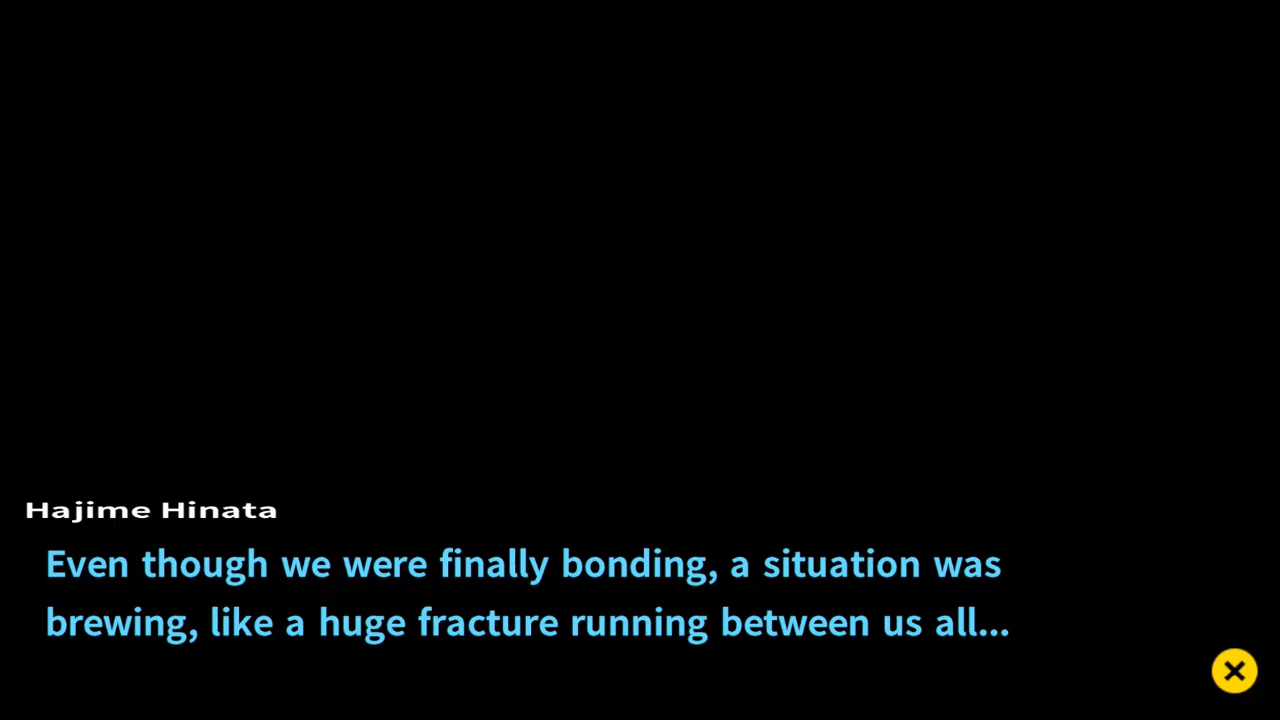 Hajime Hinata
Even though we were finally bonding, a situation was
brewing, like a huge fracture running between us all...